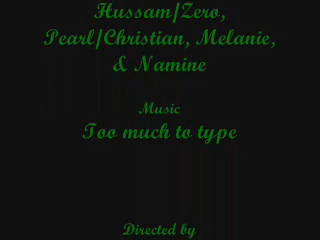 Hussam/Zero,
Pearl/Christian, Melanie,
& Namine
Music
Too much to type
Directed by